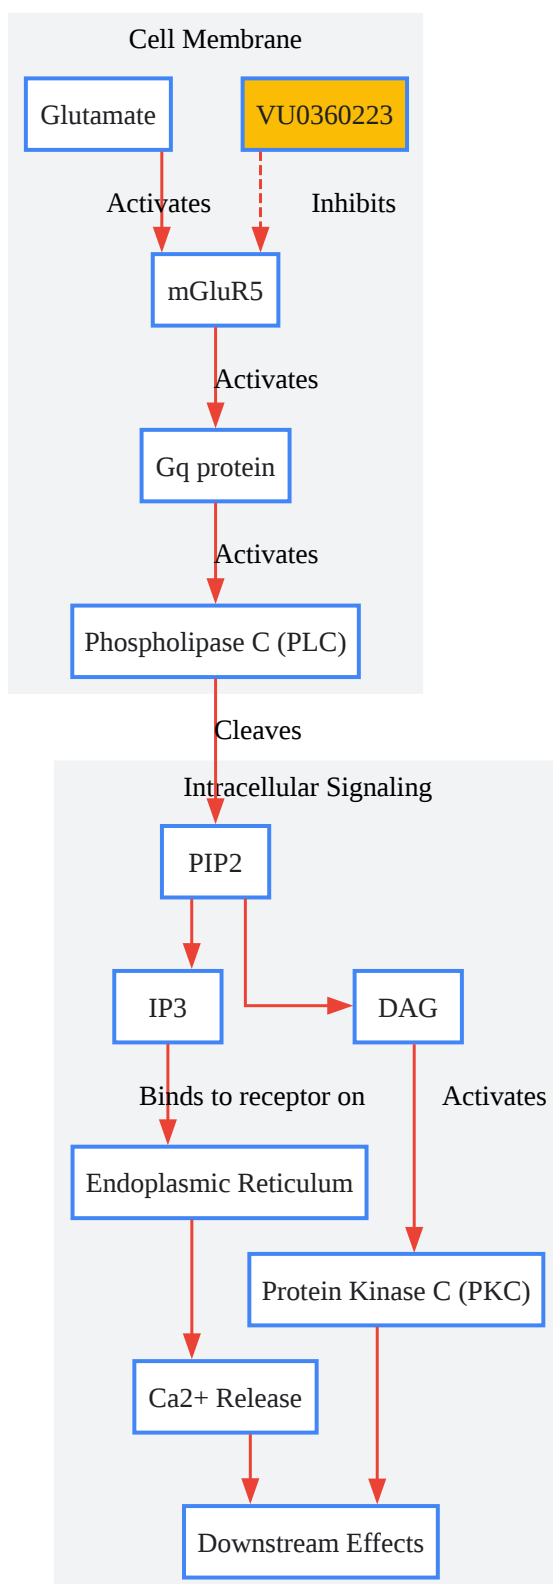 Cell Membrane
Glutamate
VU0360223
Activates
Inhibits
mGluR5
Activates
Gq protein
Activates
Phospholipase C (PLC)
Cleaves
Intracellular Signaling
PIP2
IP3
DAG
Binds to receptor on
Activates
Endoplasmic Reticulum
Protein Kinase C (PKC)
Ca2+ Release
Downstream Effects